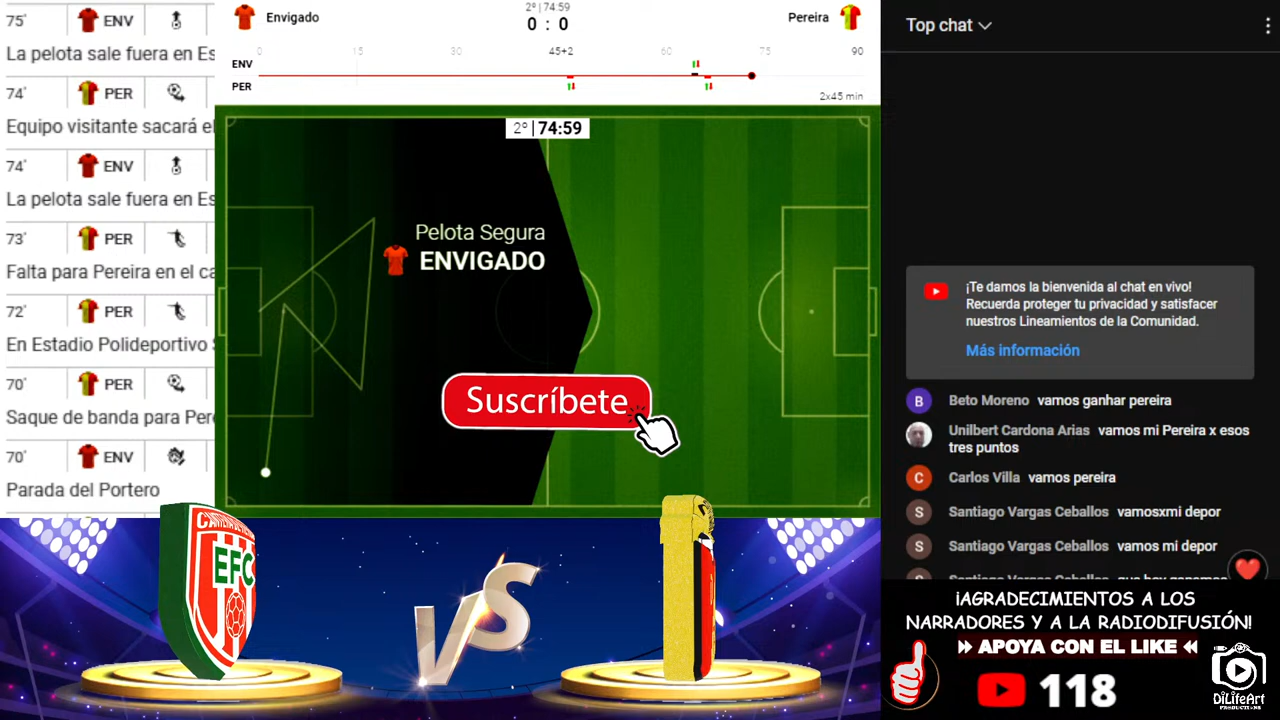 75'
ENV
La pelota sale fuera en Es
74'
PER
Equipo visitante sacará el
74'
ENV
La pelota sale fuera en Es
73'
PER
Falta para Pereira en el ca
72'
PER
En Estadio Polideportivo
70'
PER
Saque de banda para Pere
70'
ENV
Parada del Portero
Envigado
2º | 74:59
0 : 0
Pereira
0 15 30 45+2 60 75 90
ENV
PER
2x45 min
2º | 74:59
Pelota Segura
ENVIGADO
Suscríbete
EFC
VS
Top chat
¡Te damos la bienvenida al chat en vivo!
Recuerda proteger tu privacidad y satisfacer
nuestros Lineamientos de la Comunidad.
Más información
B Beto Moreno vamos ganhar pereira
Unilbert Cardona Arias vamos mi Pereira x esos
tres puntos
C Carlos Villa vamos pereira
S Santiago Vargas Ceballos vamosxmi depor
S Santiago Vargas Ceballos vamos mi depor
¡AGRADECIMIENTOS A LOS
NARRADORES Y A LA RADIODIFUSIÓN!
APOYA CON EL LIKE
118
DiLifeArt
PRODUCTIONS